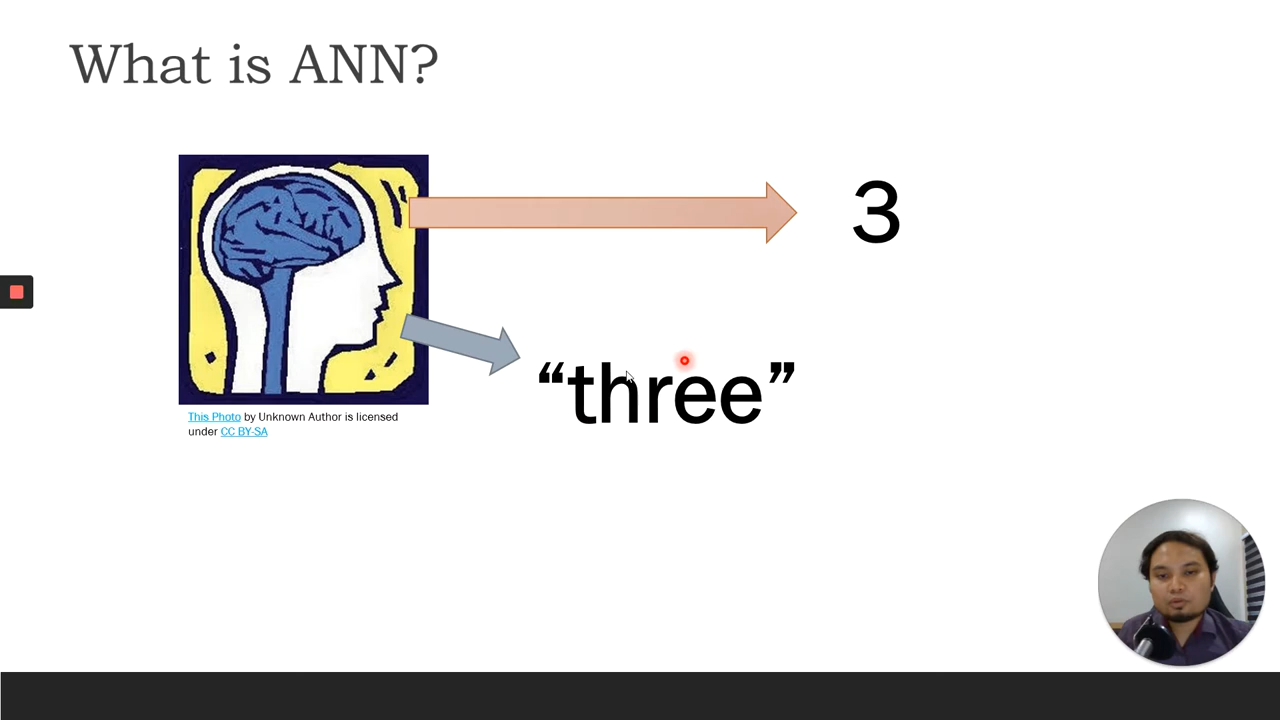 What is ANN?
3
“three”
This Photo by Unknown Author is licensed
under CC BY-SA